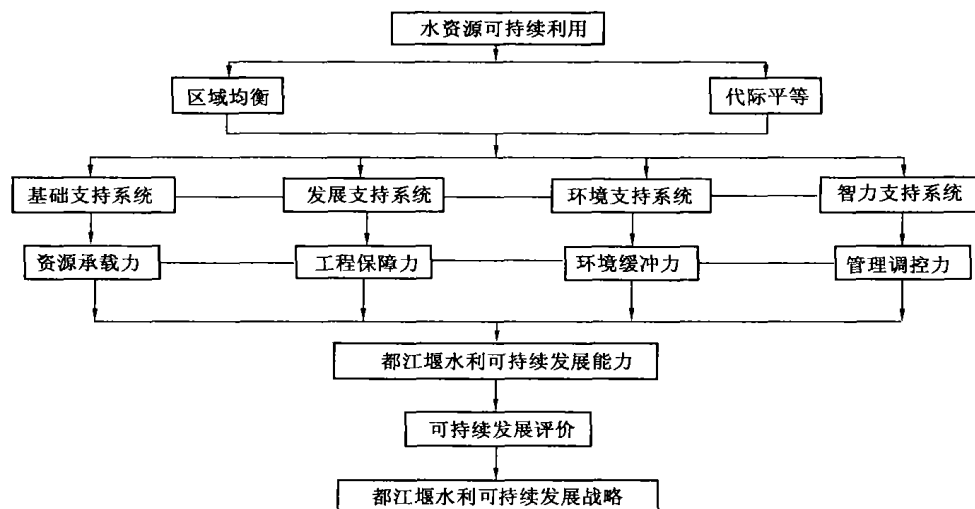 水资源可持续利用
区域均衡
代际平等
基础支持系统
发展支持系统
环境支持系统
智力支持系统
资源承载力
工程保障力
环境缓冲力
管理调控力
都江堰水利可持续发展能力
可持续发展评价
都江堰水利可持续发展战略